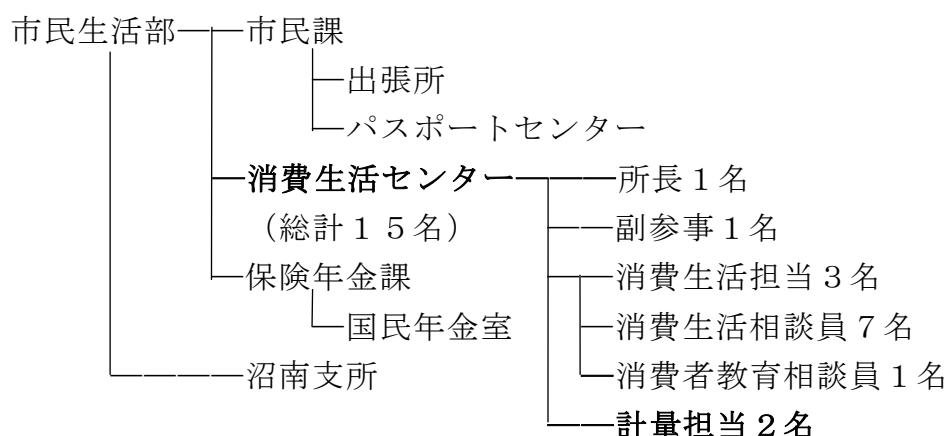 市民生活部 市民課
出張所
パスポートセンター
消費生活センター 所長１名
（総計１５名） 副参事１名
保険年金課 消費生活担当３名
国民年金室 消費生活相談員７名
沼南支所 消費者教育相談員１名
計量担当２名